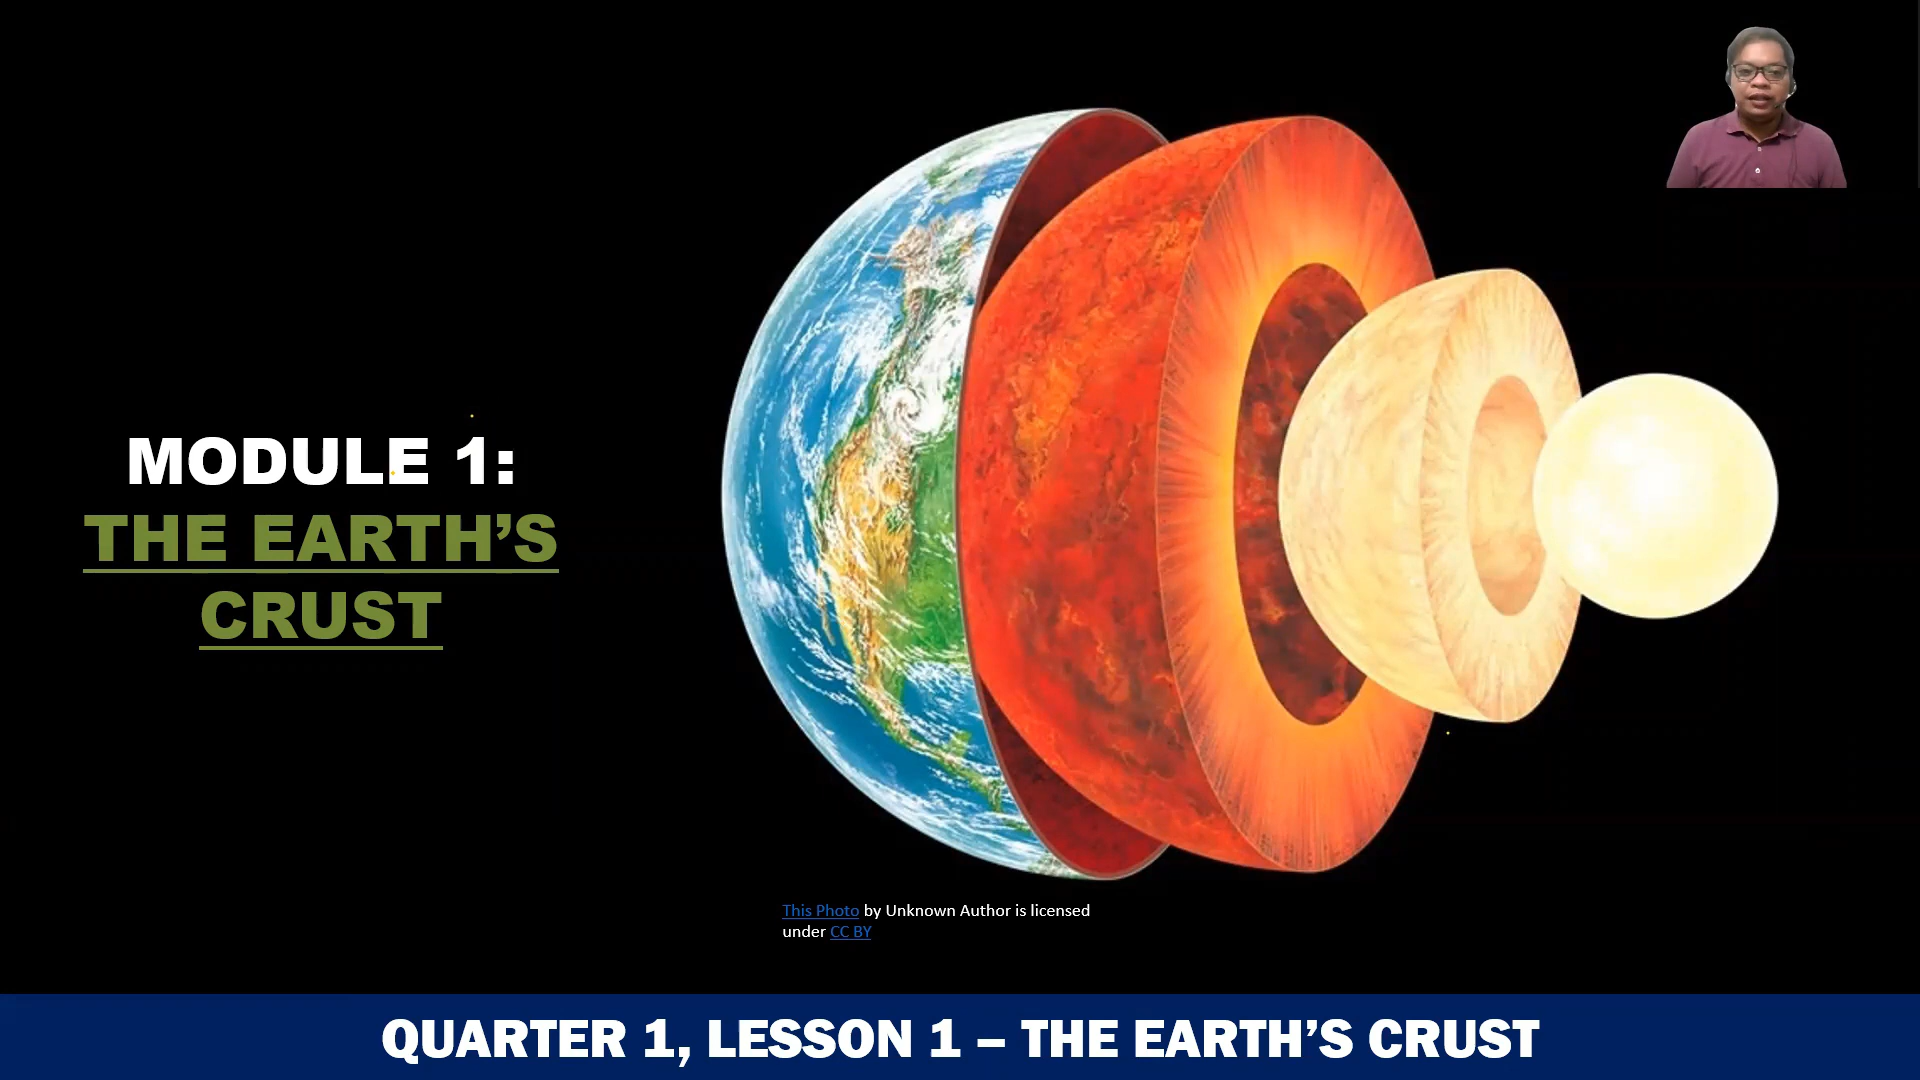 MODULE 1:
THE EARTH’S
CRUST
This Photo by Unknown Author is licensed
under CC BY
QUARTER 1, LESSON 1 – THE EARTH’S CRUST